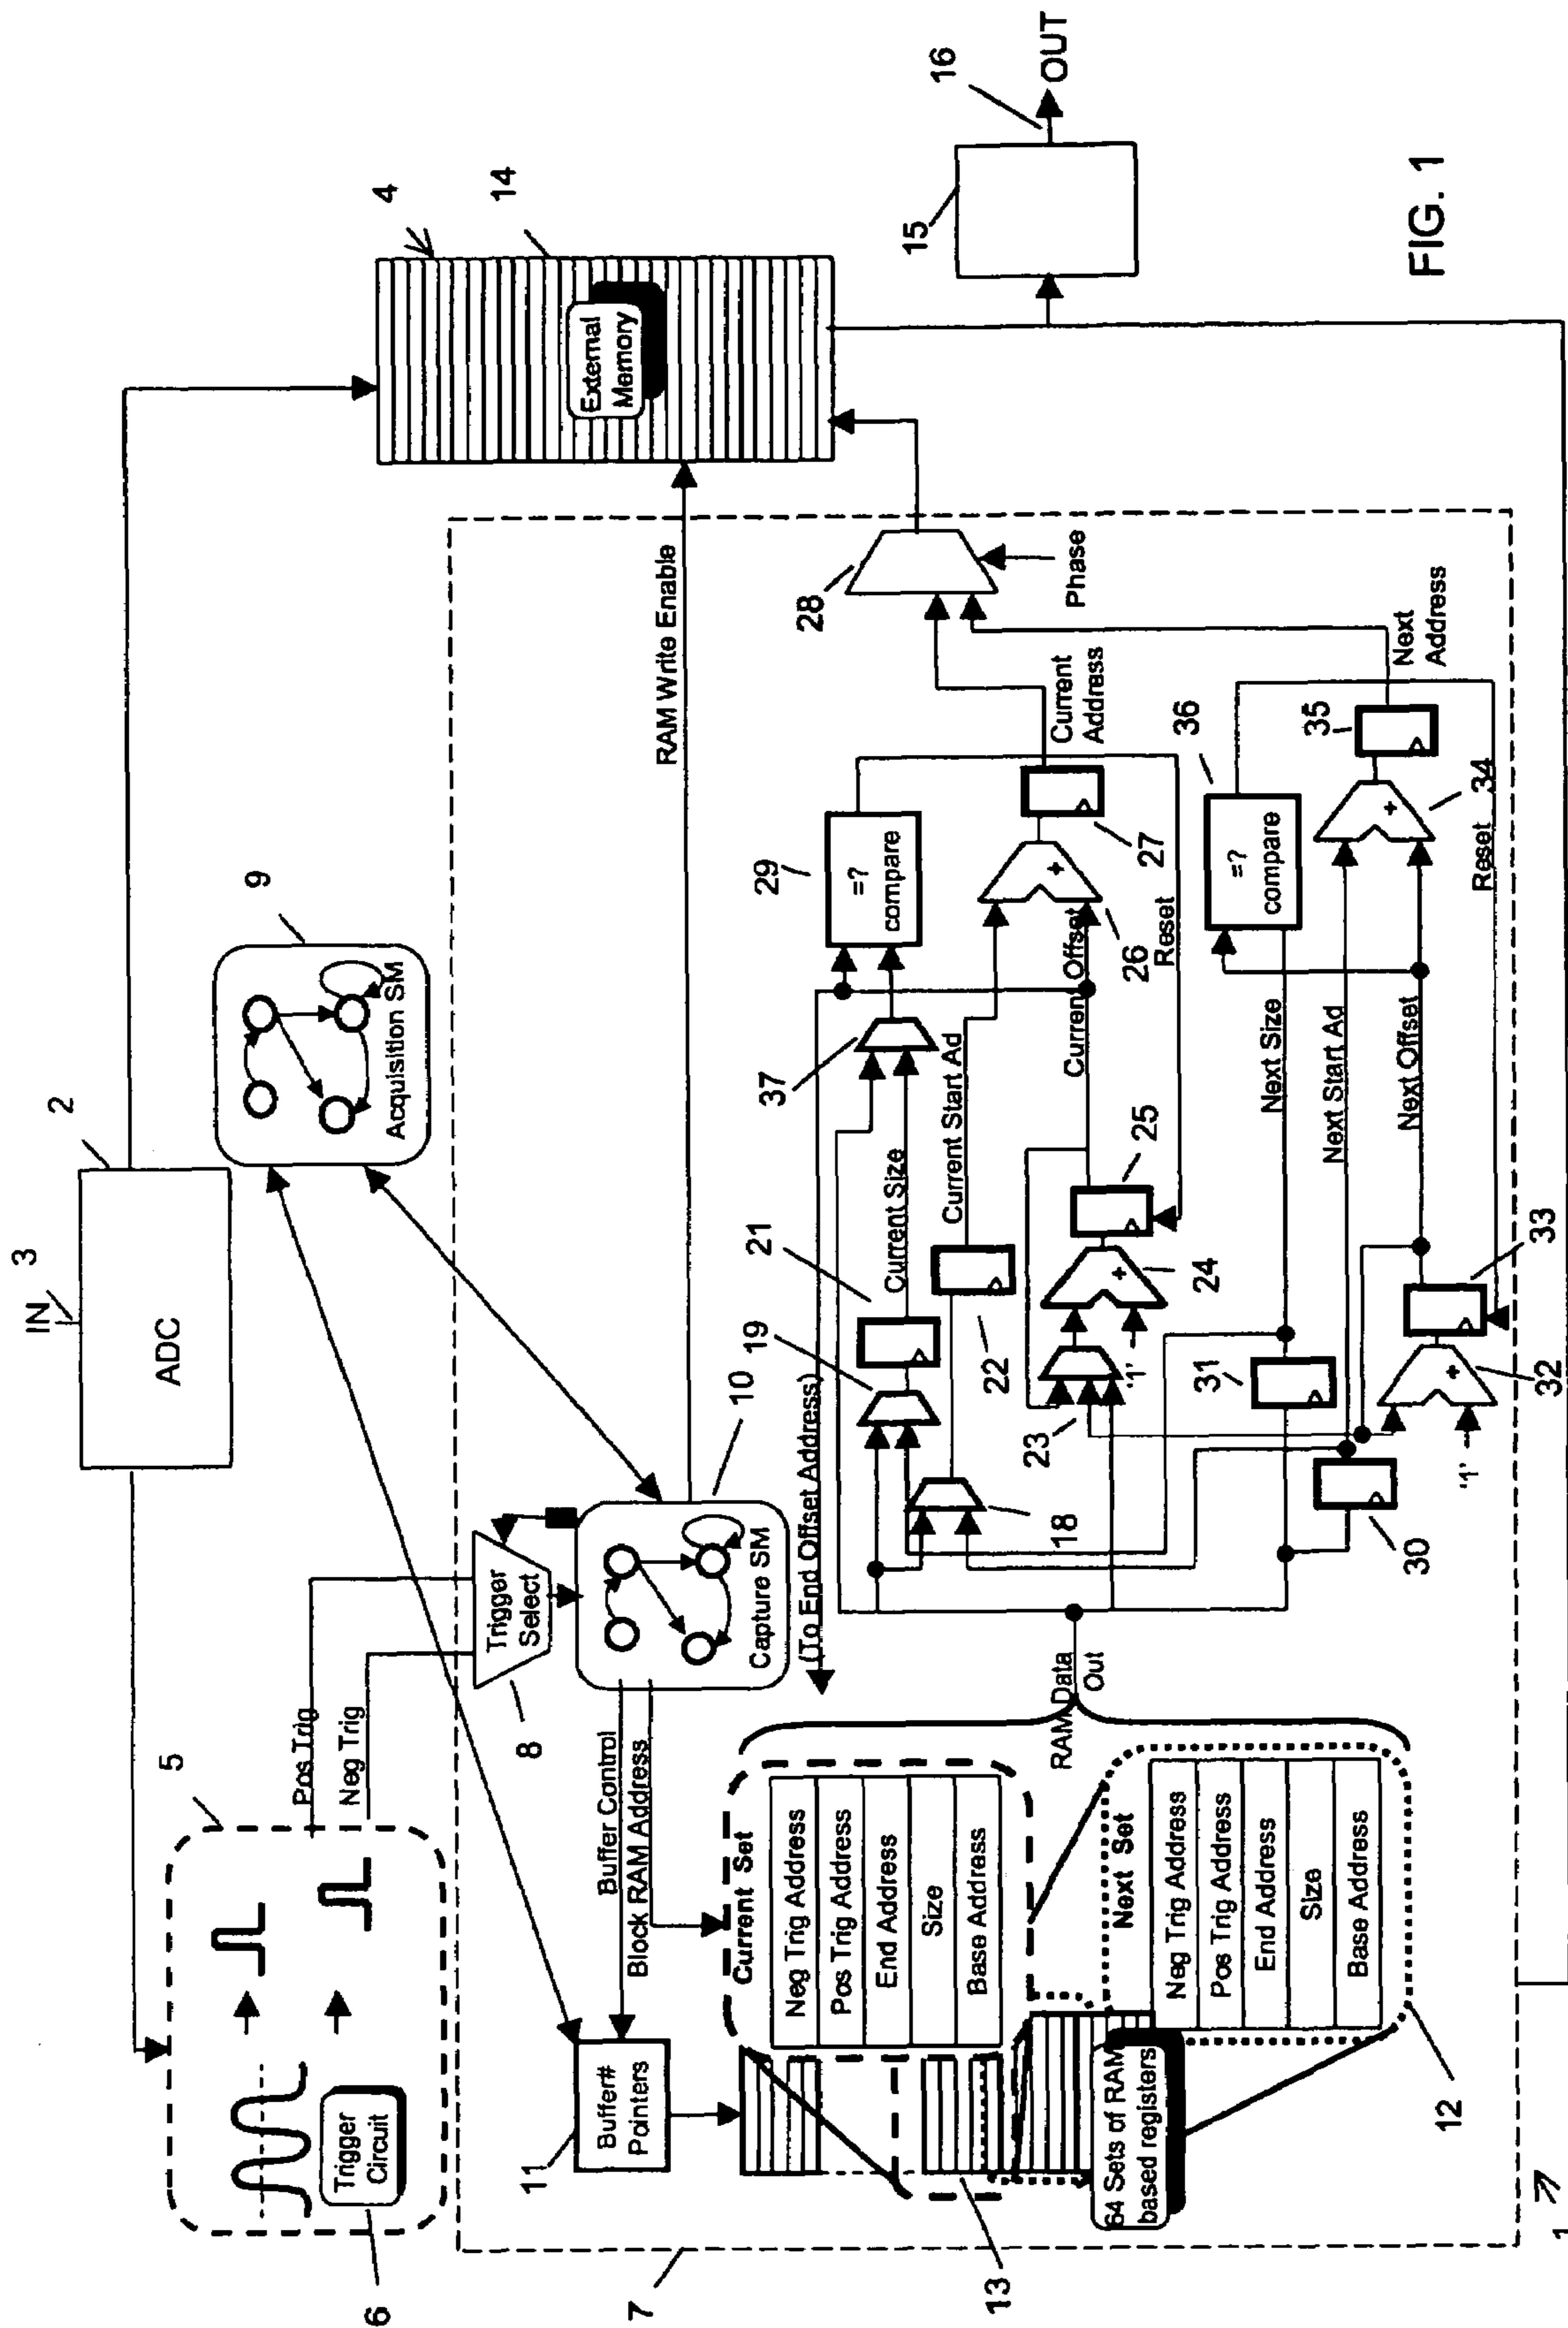 IN
3
2
ADC
5
Trigger
Circuit
6
Pos Trig
Neg Trig
Trigger
Select
8
9
Acquisition SM
10
Capture SM
RAM Write Enable
4
14
External
Memory
15
16
OUT
Buffer Control
Block RAM Address
11
Buffer#
Pointers
7
13
64 Sets of RAM
based registers
12
Current Set
Neg Trig Address
Pos Trig Address
End Address
Size
Base Address
Next Set
Neg Trig Address
Pos Trig Address
End Address
Size
Base Address
RAM Data
Out
(To End Offset Address)
19
21
Current Size
37
29
=?
compare
18
22
Current Start Ad
23
'1'
24
25
Current Offset
26
Reset
27
Current
Address
28
Phase
30
31
Next Size
36
=?
compare
Next Start Ad
'1'
32
33
Next Offset
34
Reset
35
Next
Address
1
FIG. 1